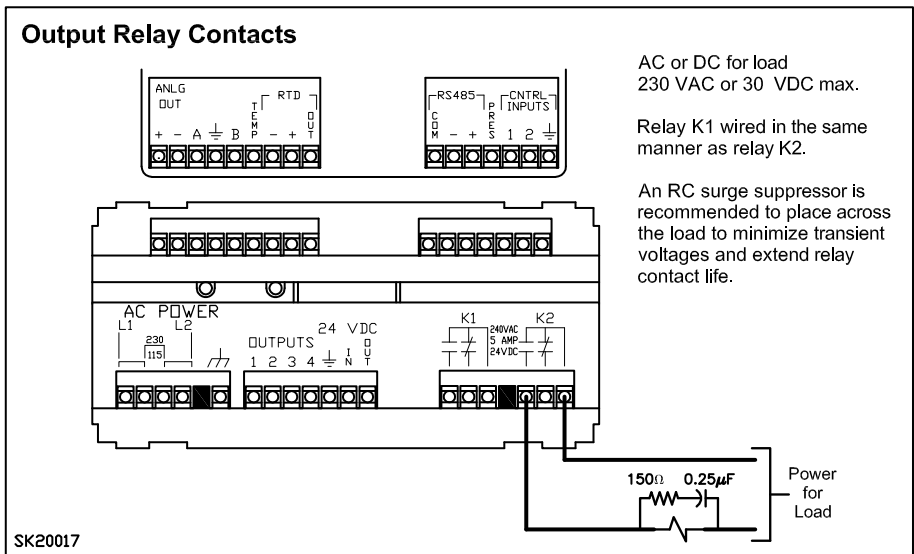 Output Relay Contacts
AC or DC for load
230 VAC or 30 VDC max.
Relay K1 wired in the same
manner as relay K2.
An RC surge suppressor is
recommended to place across
the load to minimize transient
voltages and extend relay
contact life.
ANLG
OUT
TEMP
RTD
OUT
+ - A B - +
RS485
CNTRL
INPUTS
COM
PRES
- + 1 2
AC POWER
L1 L2
230
115
24 VDC
OUTPUTS
IN
OUT
1 2 3 4
K1 K2
240VAC
5 AMP
24VDC
150Ω 0.25µF
Power
for
Load
SK20017